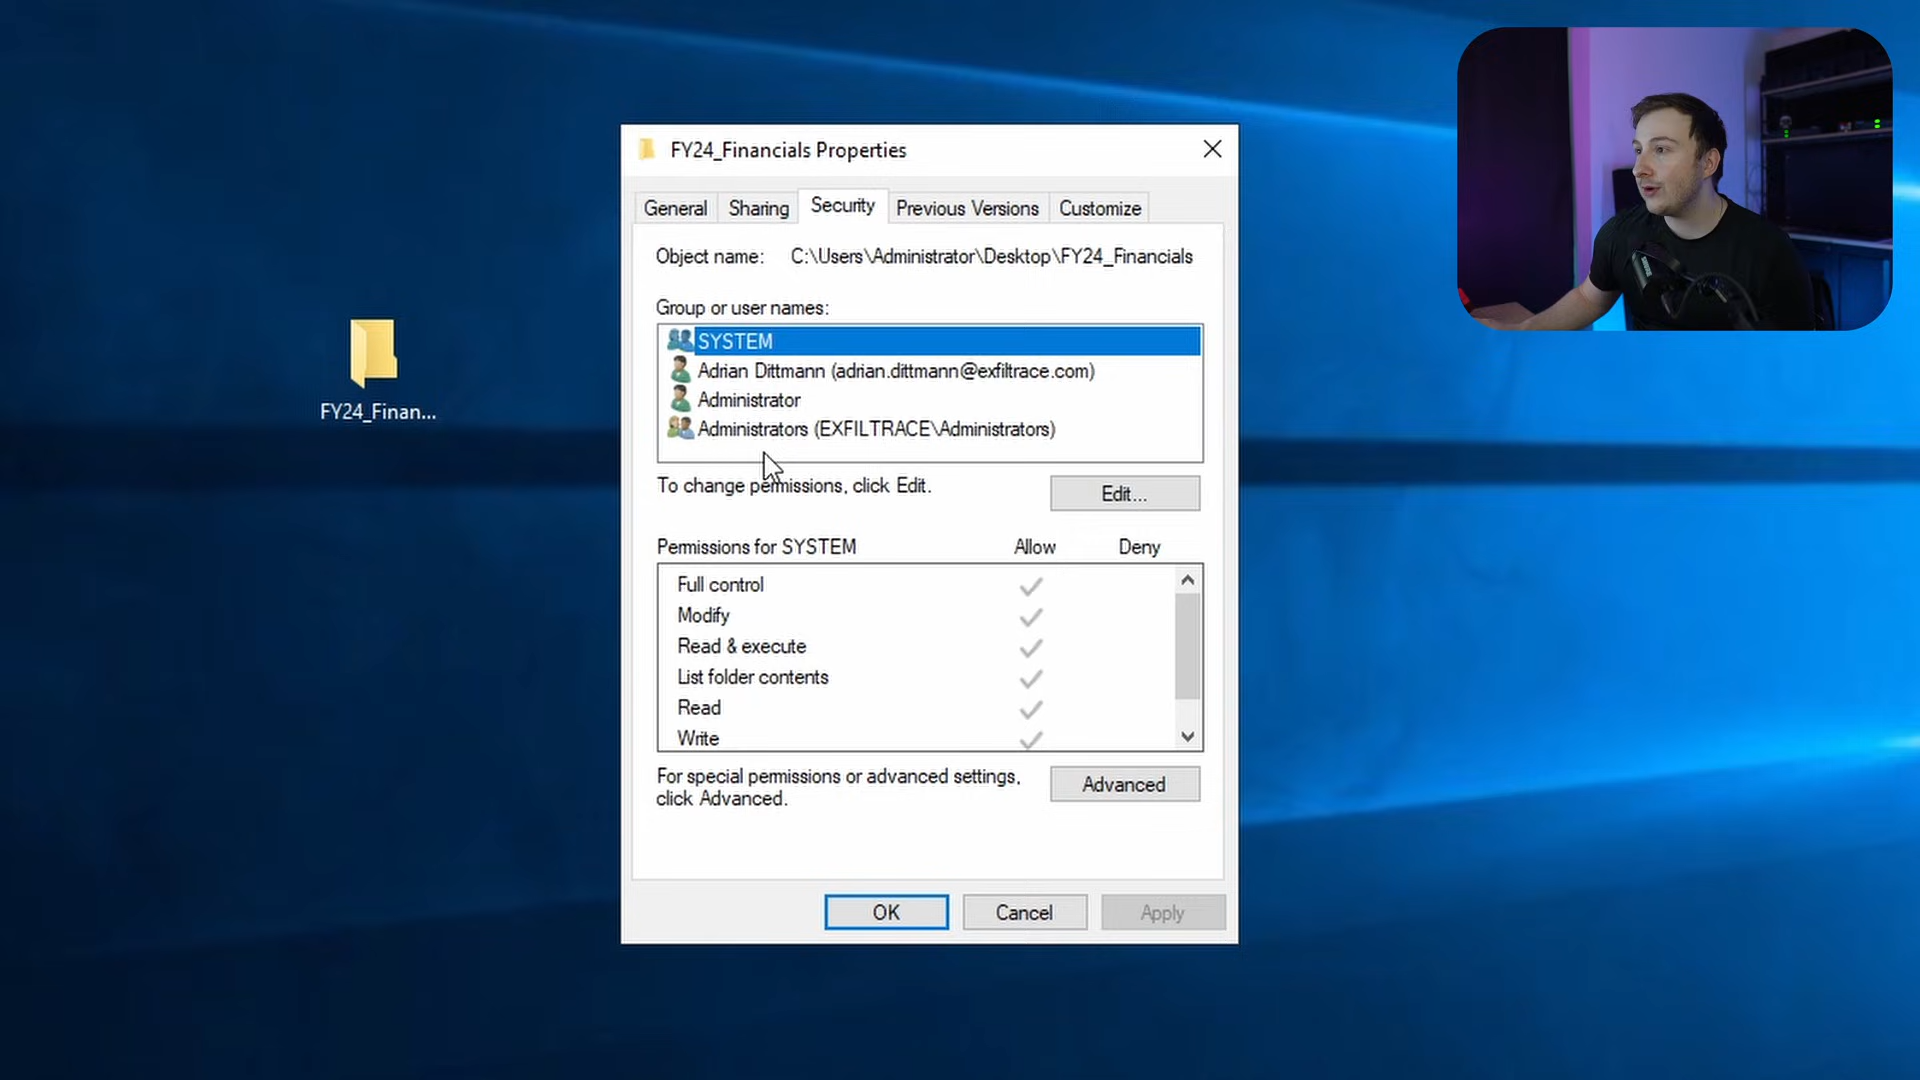 FY24_Financials Properties
General
Sharing
Security
Previous Versions
Customize
Object name: C:\Users\Administrator\Desktop\FY24_Financials
Group or user names:
SYSTEM
Adrian Dittmann (adrian.dittmann@exfiltrace.com)
Administrator
Administrators (EXFILTRACE\Administrators)
To change permissions, click Edit.
Edit...
Permissions for SYSTEM Allow Deny
Full control
Modify
Read & execute
List folder contents
Read
Write
For special permissions or advanced settings,
click Advanced.
Advanced
OK
Cancel
Apply
FY24_Finan...